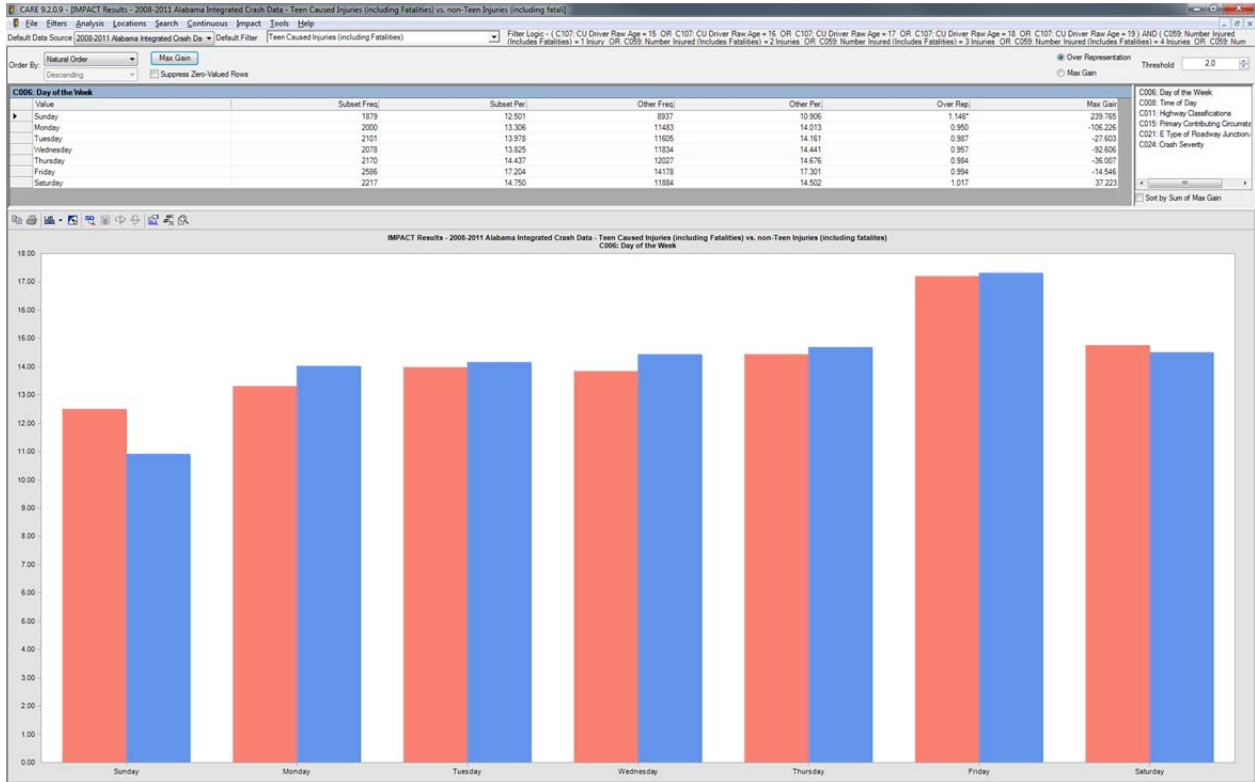 CARE 9.2.0.9 - [IMPACT Results - 2008-2011 Alabama Integrated Crash Data - Teen Caused Injuries (including Fatalities) vs. non-Teen Injuries (including fatali]
File Filters Analysis Locations Search Continuous Impact Tools Help
Default Data Source 2008-2011 Alabama Integrated Crash Da Default Filter Teen Caused Injuries (including Fatalities)
Filter Logic - ( C107: CU Driver Raw Age = 15 OR C107: CU Driver Raw Age = 16 OR C107: CU Driver Raw Age = 17 OR C107: CU Driver Raw Age = 18 OR C107: CU Driver Raw Age = 19 ) AND ( C059: Number Injured
(Includes Fatalities) = 1 Injury OR C059: Number Injured (Includes Fatalities) = 2 Injuries OR C059: Number Injured (Includes Fatalities) = 3 Injuries OR C059: Number Injured (Includes Fatalities) = 4 Injuries OR C059: Num
Order By: Natural Order Max Gain
Descending Suppress Zero-Valued Rows
Over Representation
Max Gain
Threshold 2.0
C006: Day of the Week
Value Subset Freq. Subset Per. Other Freq. Other Per. Over Rep. Max Gain
Sunday 1879 12.501 8937 10.906 1.146* 239.765
Monday 2000 13.306 11483 14.013 0.950 -106.226
Tuesday 2101 13.978 11605 14.161 0.987 -27.603
Wednesday 2078 13.825 11834 14.441 0.957 -92.606
Thursday 2170 14.437 12027 14.676 0.984 -36.007
Friday 2586 17.204 14178 17.301 0.994 -14.546
Saturday 2217 14.750 11884 14.502 1.017 37.223
C006: Day of the Week
C008: Time of Day
C011: Highway Classifications
C015: Primary Contributing Circumsta
C021: E Type of Roadway Junction/
C024: Crash Severity
Sort by Sum of Max Gain
IMPACT Results - 2008-2011 Alabama Integrated Crash Data - Teen Caused Injuries (including Fatalities) vs. non-Teen Injuries (including fatalites)
C006: Day of the Week
18.00
17.00
16.00
15.00
14.00
13.00
12.00
11.00
10.00
9.00
8.00
7.00
6.00
5.00
4.00
3.00
2.00
1.00
0.00
Sunday Monday Tuesday Wednesday Thursday Friday Saturday